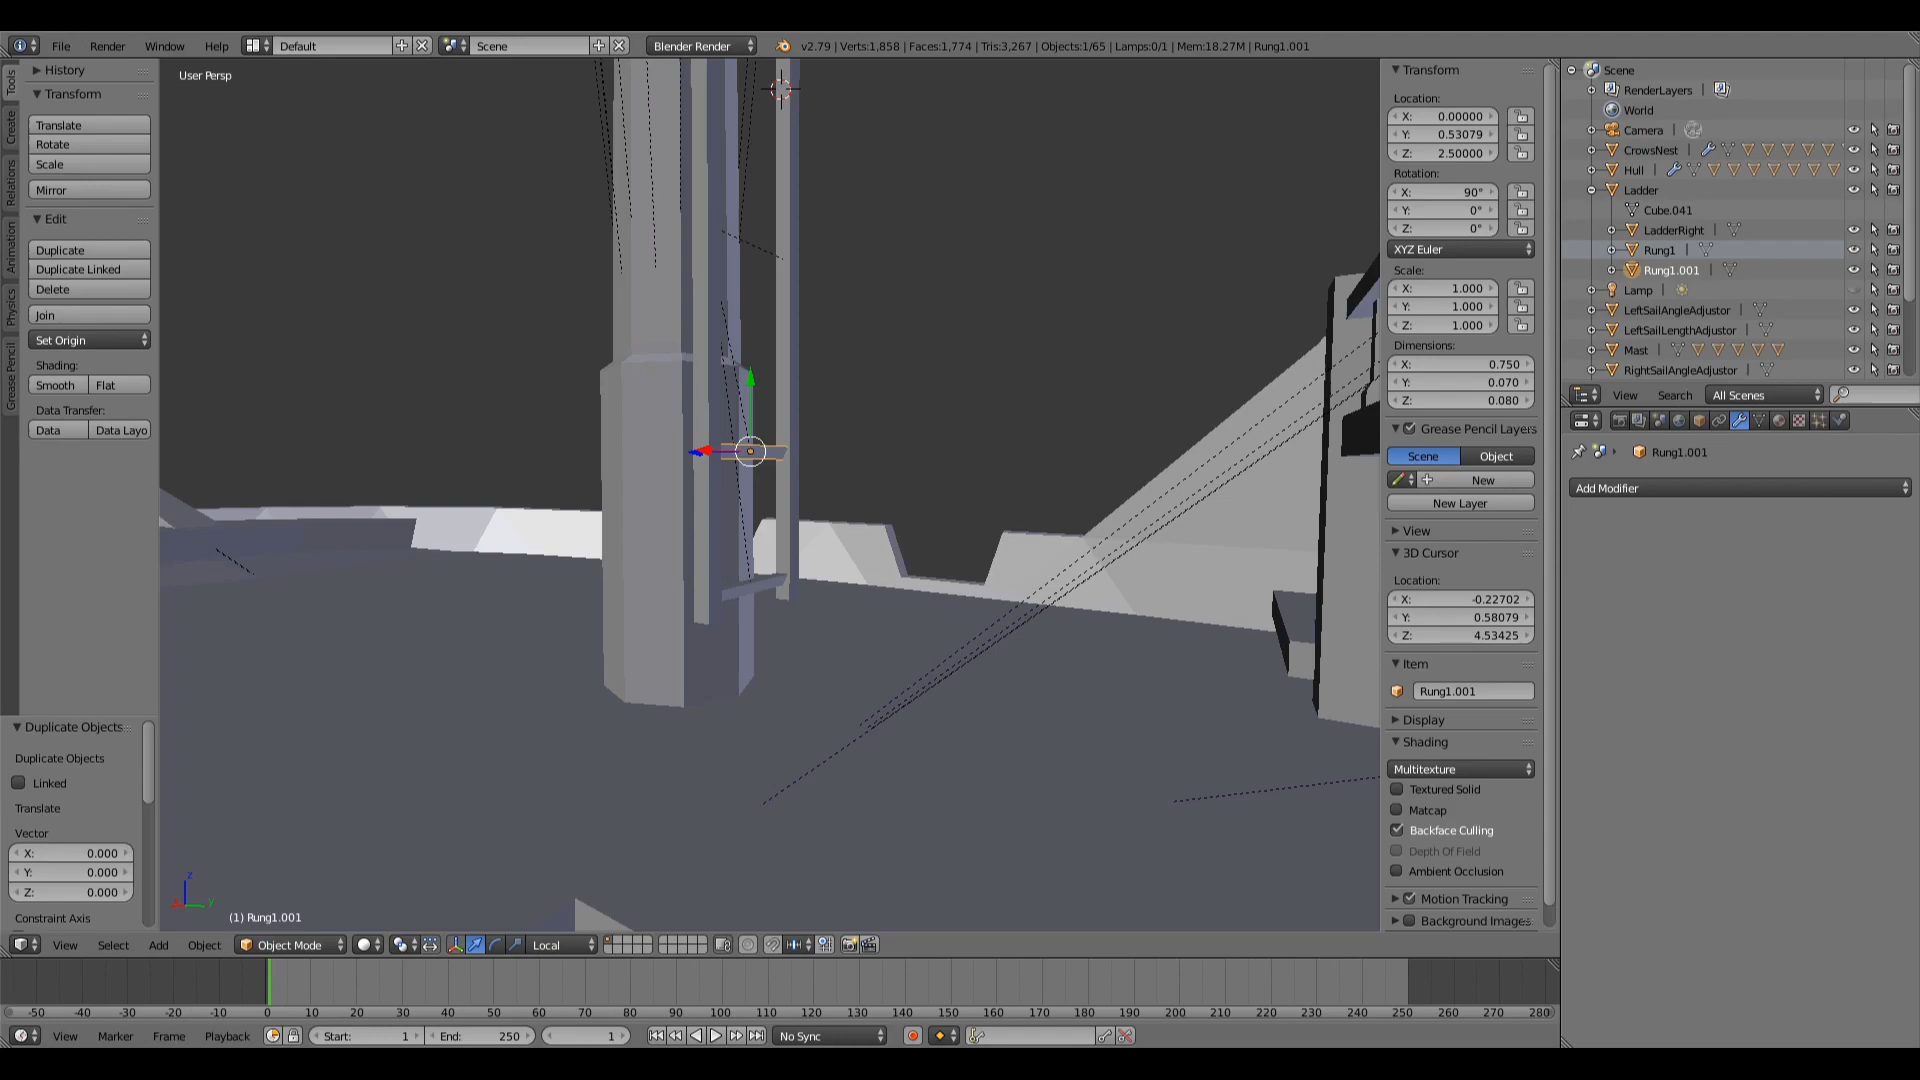 File Render Window Help Default Scene Blender Render v2.79 | Verts:1,858 | Faces:1,774 | Tris:3,267 | Objects:1/65 | Lamps:0/1 | Mem:18.27M | Rung1.001
Tools
Create
Relations
Animation
Physics
Grease Pencil
History
Transform
Translate
Rotate
Scale
Mirror
Edit
Duplicate
Duplicate Linked
Delete
Join
Set Origin
Shading:
Smooth Flat
Data Transfer:
Data Data Layo
Duplicate Objects
Duplicate Objects
Linked
Translate
Vector
X: 0.000
Y: 0.000
Z: 0.000
Constraint Axis
User Persp
z
y
(1) Rung1.001
Transform
Location:
X: 0.00000
Y: 0.53079
Z: 2.50000
Rotation:
X: 90°
Y: 0°
Z: 0°
XYZ Euler
Scale:
X: 1.000
Y: 1.000
Z: 1.000
Dimensions:
X: 0.750
Y: 0.070
Z: 0.080
Grease Pencil Layers
Scene Object
New
New Layer
View
3D Cursor
Location:
X: -0.22702
Y: 0.58079
Z: 4.53425
Item
Rung1.001
Display
Shading
Multitexture
Textured Solid
Matcap
Backface Culling
Depth Of Field
Ambient Occlusion
Motion Tracking
Background Images
Scene
RenderLayers
World
Camera
CrowsNest
Hull
Ladder
Cube.041
LadderRight
Rung1
Rung1.001
Lamp
LeftSailAngleAdjustor
LeftSailLengthAdjustor
Mast
RightSailAngleAdjustor
View Search All Scenes
Rung1.001
Add Modifier
View Select Add Object Object Mode Local
-50 -40 -30 -20 -10 0 10 20 30 40 50 60 70 80 90 100 110 120 130 140 150 160 170 180 190 200 210 220 230 240 250 260 270 280
View Marker Frame Playback Start: 1 End: 250 1 No Sync